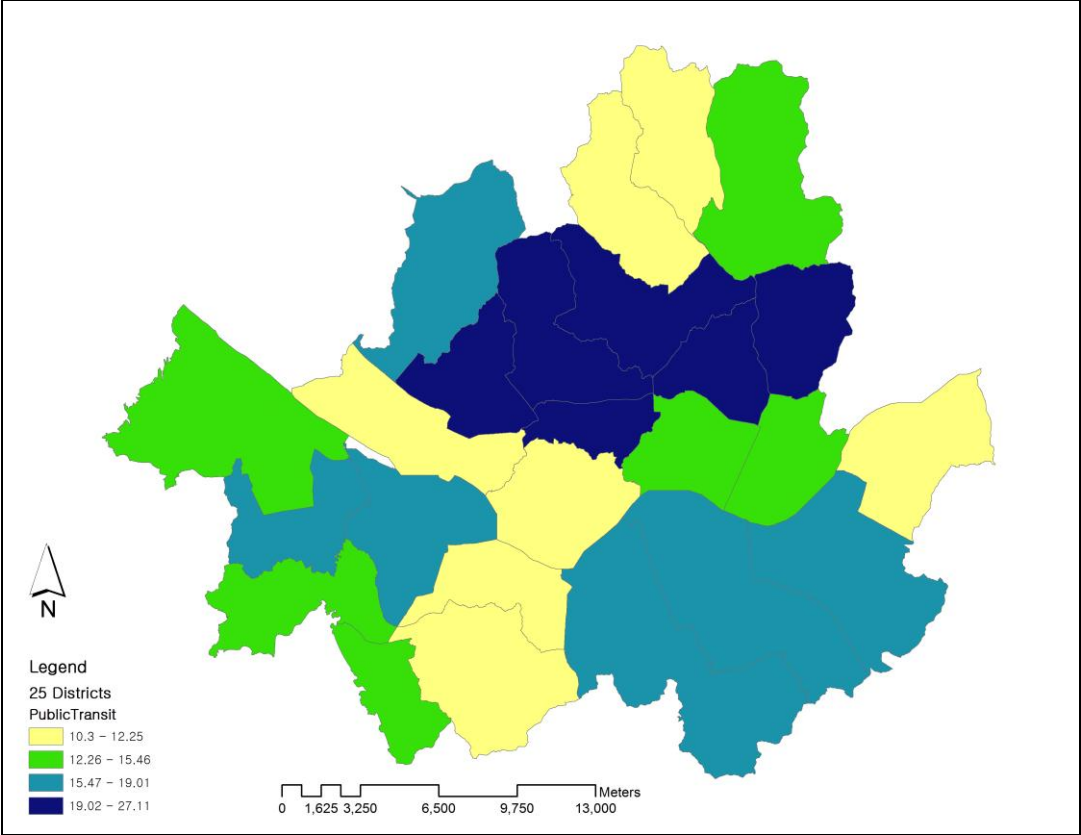 N
Legend
25 Districts
PublicTransit
10.3 - 12.25
12.26 - 15.46
15.47 - 19.01
19.02 - 27.11
Meters
0 1,625 3,250 6,500 9,750 13,000